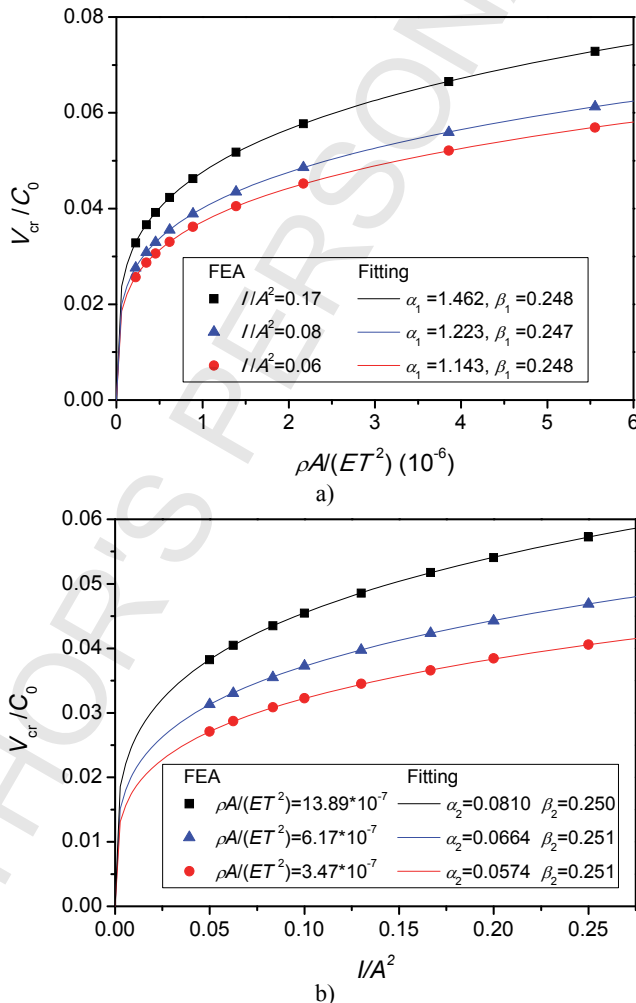 0.08
0.06
0.04
0.02
0.00
V_cr/C_0
FEA Fitting
I/A²=0.17 α_1=1.462, β_1=0.248
I/A²=0.08 α_1=1.223, β_1=0.247
I/A²=0.06 α_1=1.143, β_1=0.248
0 1 2 3 4 5 6
ρA/(ET²) (10⁻⁶)
a)
0.06
0.05
0.04
0.03
0.02
0.01
0.00
V_cr/C_0
FEA Fitting
ρA/(ET²)=13.89*10⁻⁷ α_2=0.0810 β_2=0.250
ρA/(ET²)=6.17*10⁻⁷ α_2=0.0664 β_2=0.251
ρA/(ET²)=3.47*10⁻⁷ α_2=0.0574 β_2=0.251
0.00 0.05 0.10 0.15 0.20 0.25
I/A²
b)
THOR'S PERSON